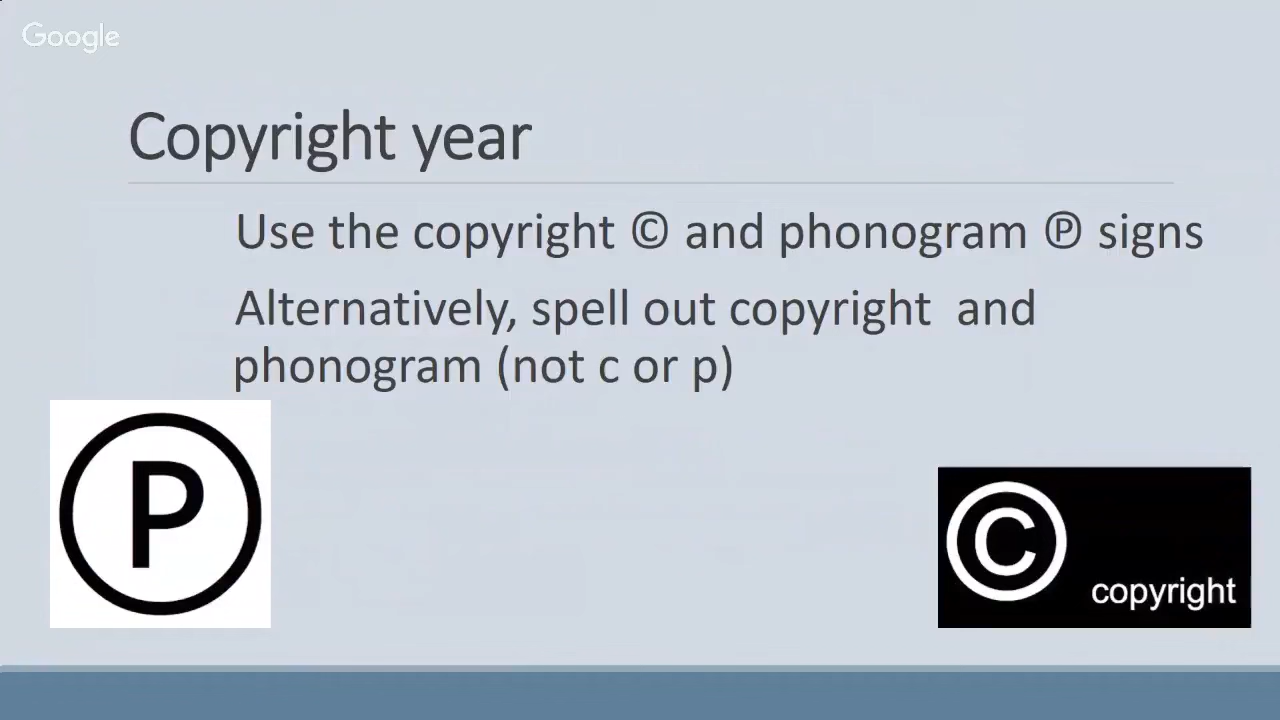 Google
Copyright year
Use the copyright © and phonogram ℗ signs
Alternatively, spell out copyright  and
phonogram (not c or p)
P
© copyright